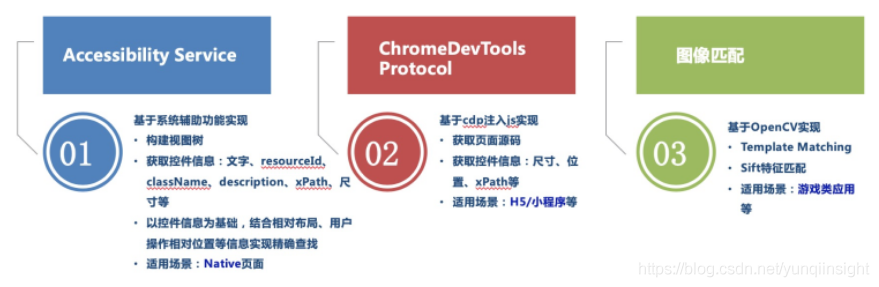 Accessibility Service
01
基于系统辅助功能实现
• 构建视图树
• 获取控件信息：文字、resourceId、
className、description、xPath、尺
寸等
• 以控件信息为基础，结合相对布局、用户
操作相对位置等信息实现精确查找
• 适用场景：Native页面
ChromeDevTools
Protocol
02
基于cdp注入js实现
• 获取页面源码
• 获取控件信息：尺寸、位
置、xPath等
• 适用场景：H5/小程序等
图像匹配
03
基于OpenCV实现
• Template Matching
• Sift特征匹配
• 适用场景：游戏类应用
等
https://blog.csdn.net/yunqiinsight